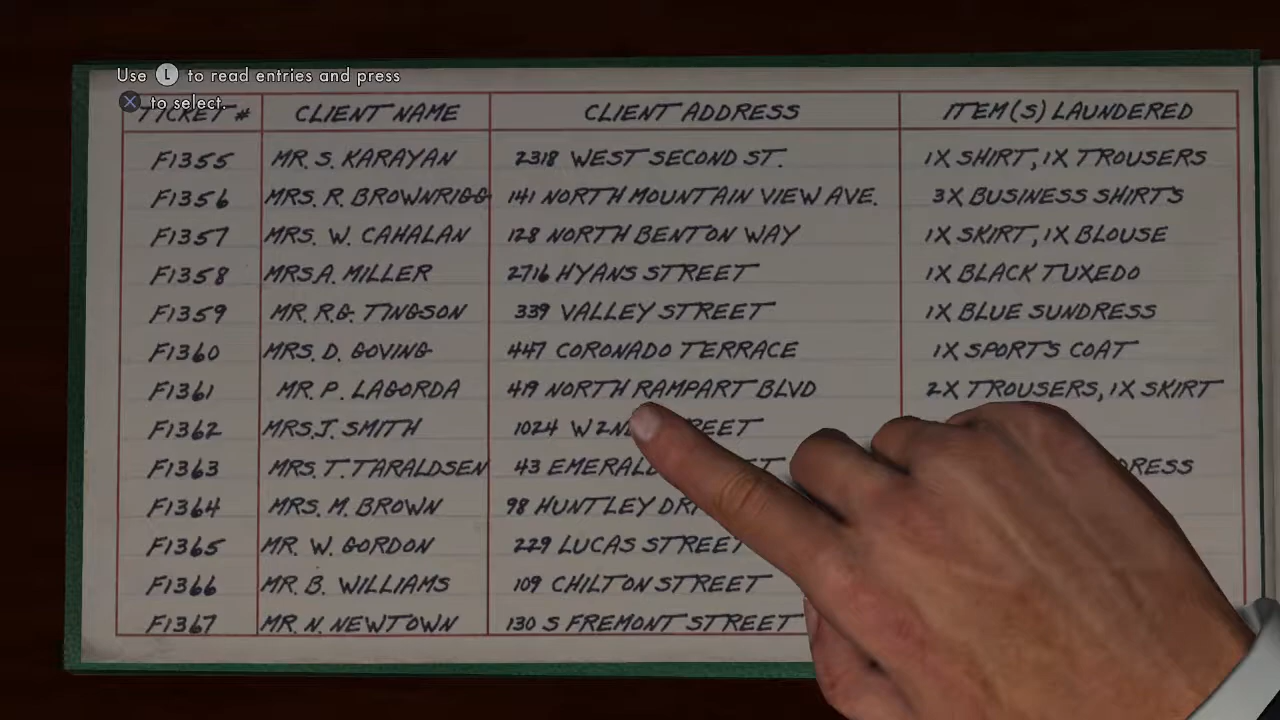 Use L to read entries and press
X to select.
TICKET # CLIENT NAME CLIENT ADDRESS ITEM(S) LAUNDERED
F1355 MR. S. KARAYAN 2318 WEST SECOND ST. 1X SHIRT, 1X TROUSERS
F1356 MRS. R. BROWNRIGG 141 NORTH MOUNTAIN VIEW AVE. 3X BUSINESS SHIRTS
F1357 MRS. W. CAHALAN 128 NORTH BENTON WAY 1X SKIRT, 1X BLOUSE
F1358 MRS A. MILLER 2716 HYANS STREET 1X BLACK TUXEDO
F1359 MR. R.G. TINGSON 339 VALLEY STREET 1X BLUE SUNDRESS
F1360 MRS. D. GOVING 447 CORONADO TERRACE 1X SPORTS COAT
F1361 MR. P. LAGORDA 419 NORTH RAMPART BLVD 2X TROUSERS, 1X SKIRT
F1362 MRS J. SMITH 1024 W 2ND STREET
F1363 MRS. T. TARALDSEN 43 EMERALD DRESS
F1364 MRS. M. BROWN 98 HUNTLEY
F1365 MR. W. GORDON 229 LUCAS STREET
F1366 MR. B. WILLIAMS 109 CHILTON STREET
F1367 MR. N. NEWTOWN 130 S FREMONT STREET